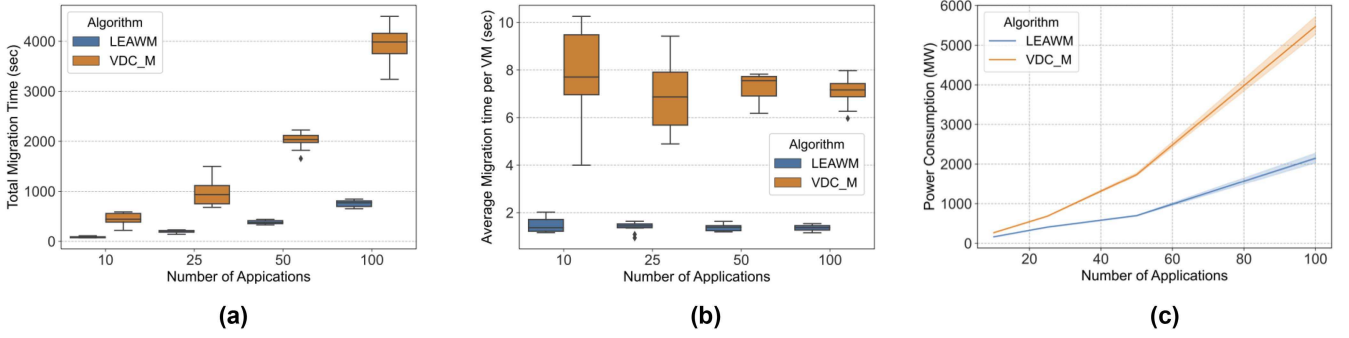 Total Migration Time (sec)
4000
3000
2000
1000
0
Algorithm
LEAWM
VDC_M
10 25 50 100
Number of Appications
(a)
Average Migration time per VM (sec)
10
8
6
4
2
Algorithm
LEAWM
VDC_M
10 25 50 100
Number of Applications
(b)
Power Consumption (MW)
6000
5000
4000
3000
2000
1000
0
Algorithm
LEAWM
VDC_M
20 40 60 80 100
Number of Applications
(c)